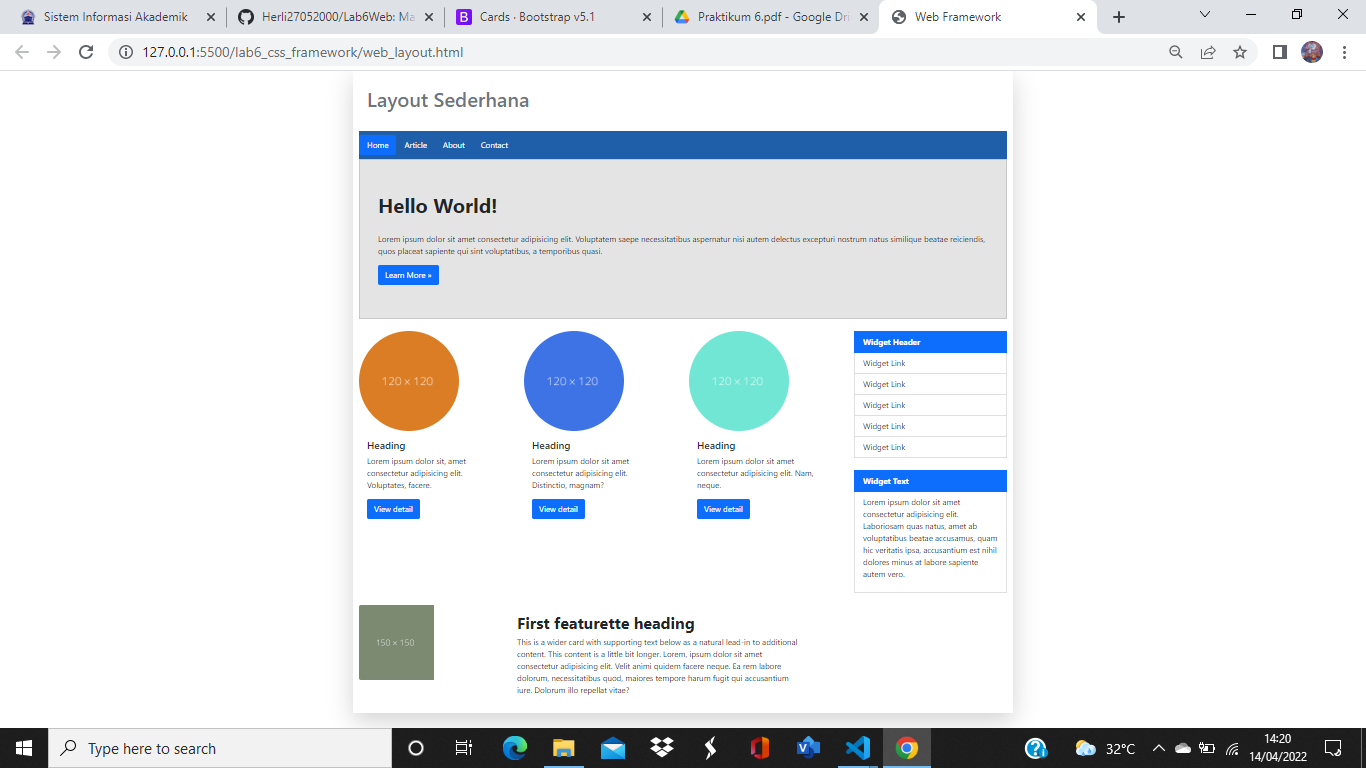 Sistem Informasi Akademik
Herli27052000/Lab6Web: Ma
Cards · Bootstrap v5.1
Praktikum 6.pdf - Google Dri
Web Framework
127.0.0.1:5500/lab6_css_framework/web_layout.html
Layout Sederhana
Home Article About Contact
Hello World!
Lorem ipsum dolor sit amet consectetur adipisicing elit. Voluptatem saepe necessitatibus aspernatur nisi autem delectus excepturi nostrum natus similique beatae reiciendis,
quos placeat sapiente qui sint voluptatibus, a temporibus quasi.
Learn More »
120 × 120
Heading
Lorem ipsum dolor sit, amet
consectetur adipisicing elit.
Voluptates, facere.
View detail
120 × 120
Heading
Lorem ipsum dolor sit amet
consectetur adipisicing elit.
Distinctio, magnam?
View detail
120 × 120
Heading
Lorem ipsum dolor sit amet
consectetur adipisicing elit. Nam,
neque.
View detail
Widget Header
Widget Link
Widget Link
Widget Link
Widget Link
Widget Link
Widget Text
Lorem ipsum dolor sit amet
consectetur adipisicing elit.
Laboriosam quas natus, amet ab
voluptatibus beatae accusamus, quam
hic veritatis ipsa, accusantium est nihil
dolores minus at labore sapiente
autem vero.
150 × 150
First featurette heading
This is a wider card with supporting text below as a natural lead-in to additional
content. This content is a little bit longer. Lorem, ipsum dolor sit amet
consectetur adipisicing elit. Velit animi quidem facere neque. Ea rem labore
dolorum, necessitatibus quod, maiores tempore harum fugit qui accusantium
iure. Dolorum illo repellat vitae?
Type here to search
32°C
14:20
14/04/2022